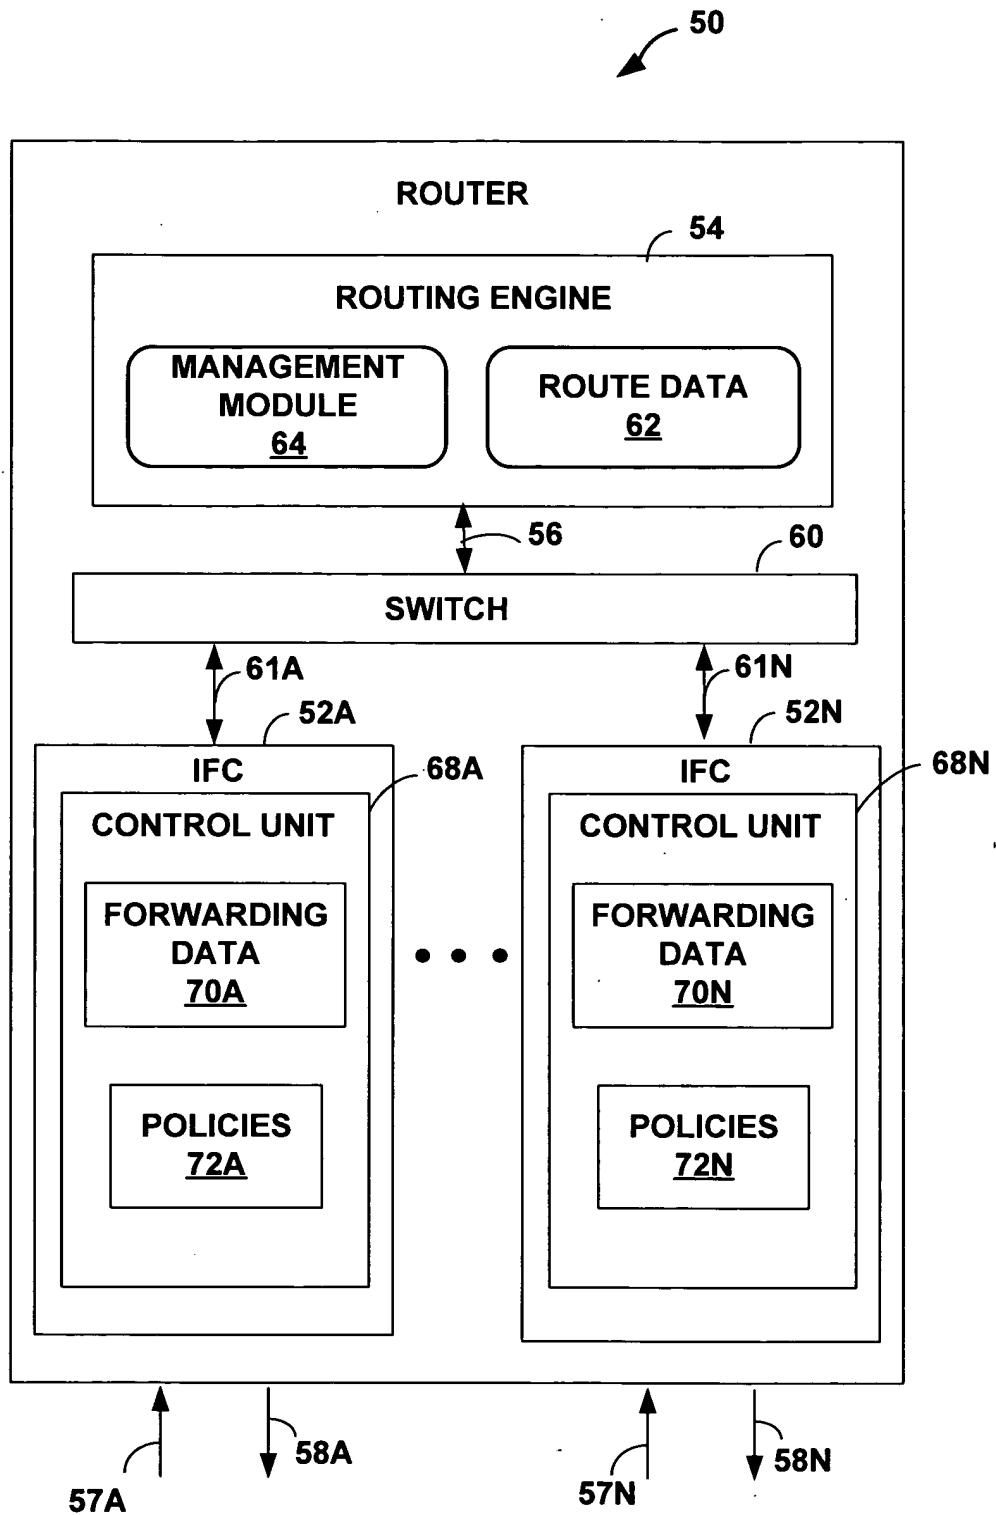 50
ROUTER
54
ROUTING ENGINE
MANAGEMENT
MODULE
64
ROUTE DATA
62
56
60
SWITCH
61A
61N
52A
52N
IFC
68A
IFC
68N
CONTROL UNIT
CONTROL UNIT
FORWARDING
DATA
70A
FORWARDING
DATA
70N
POLICIES
72A
POLICIES
72N
57A
58A
57N
58N